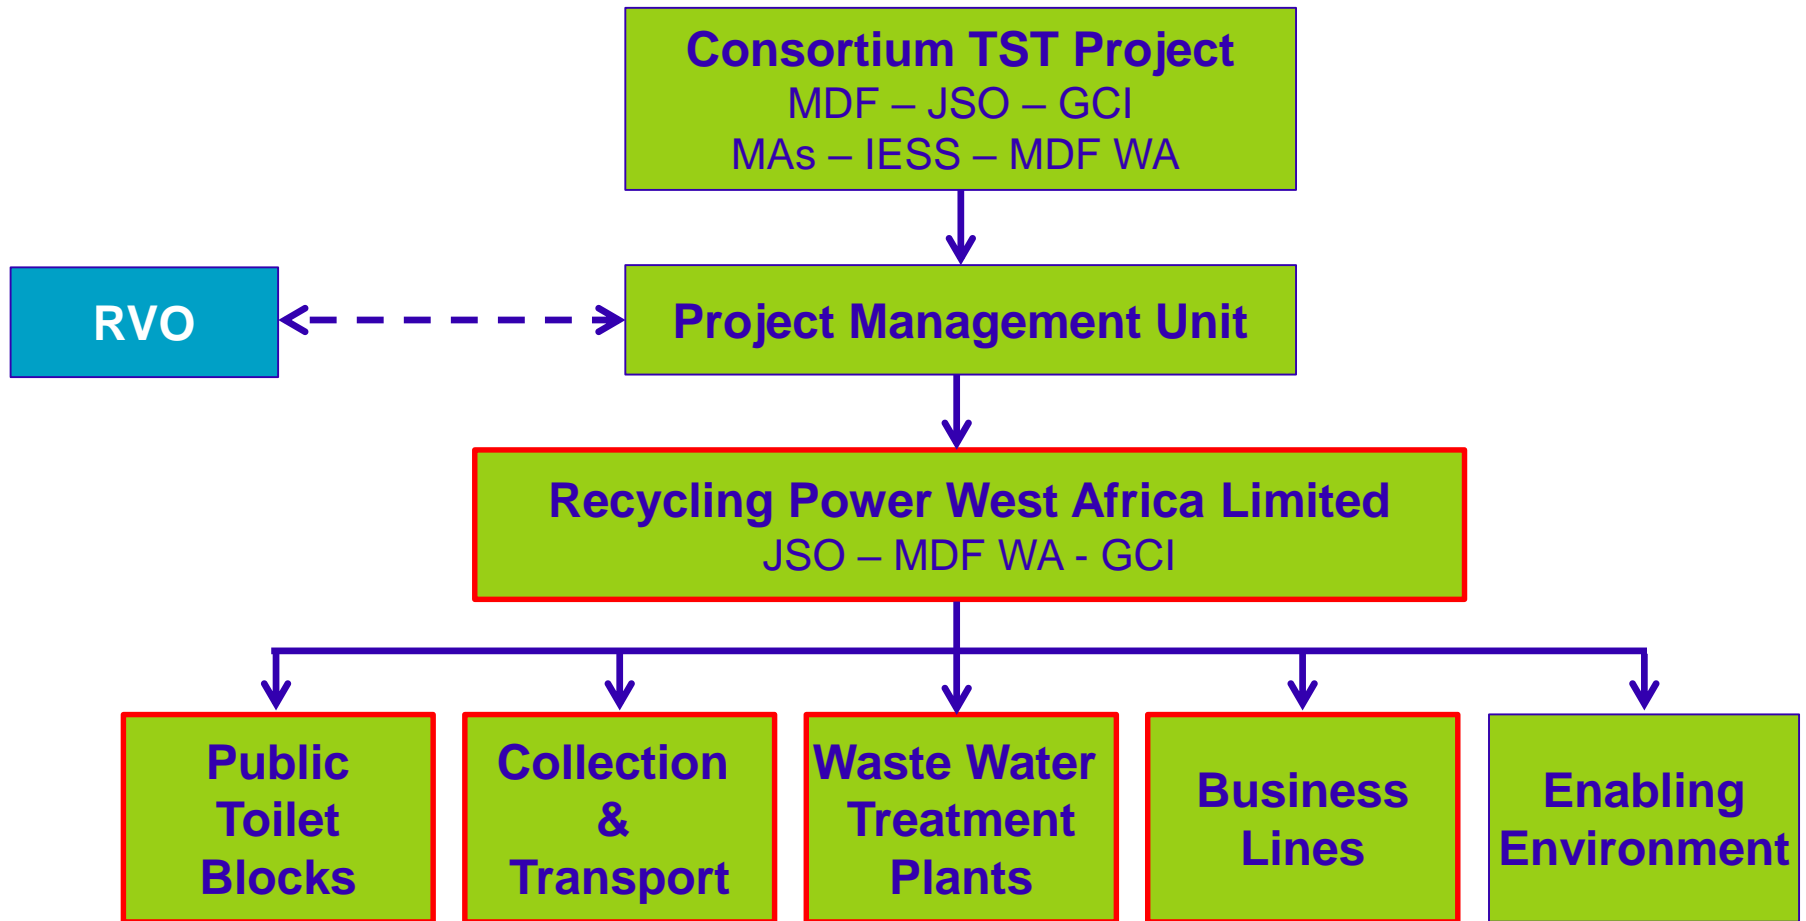 Consortium TST Project
MDF – JSO – GCI
MAs – IESS – MDF WA
RVO
Project Management Unit
Recycling Power West Africa Limited
JSO – MDF WA - GCI
Public
Toilet
Blocks
Collection
&
Transport
Waste Water
Treatment
Plants
Business
Lines
Enabling
Environment